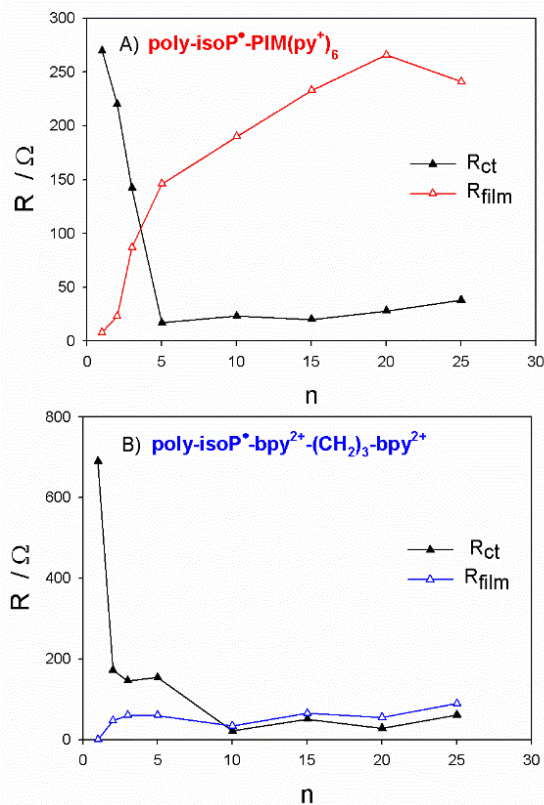 A) poly-isoP•-PIM(py⁺)₆
300
250
200
150
100
50
0
R / Ω
Rct
Rfilm
0 5 10 15 20 25 30
n
B) poly-isoP•-bpy²⁺-(CH₂)₃-bpy²⁺
800
600
400
200
0
R / Ω
Rct
Rfilm
0 5 10 15 20 25 30
n